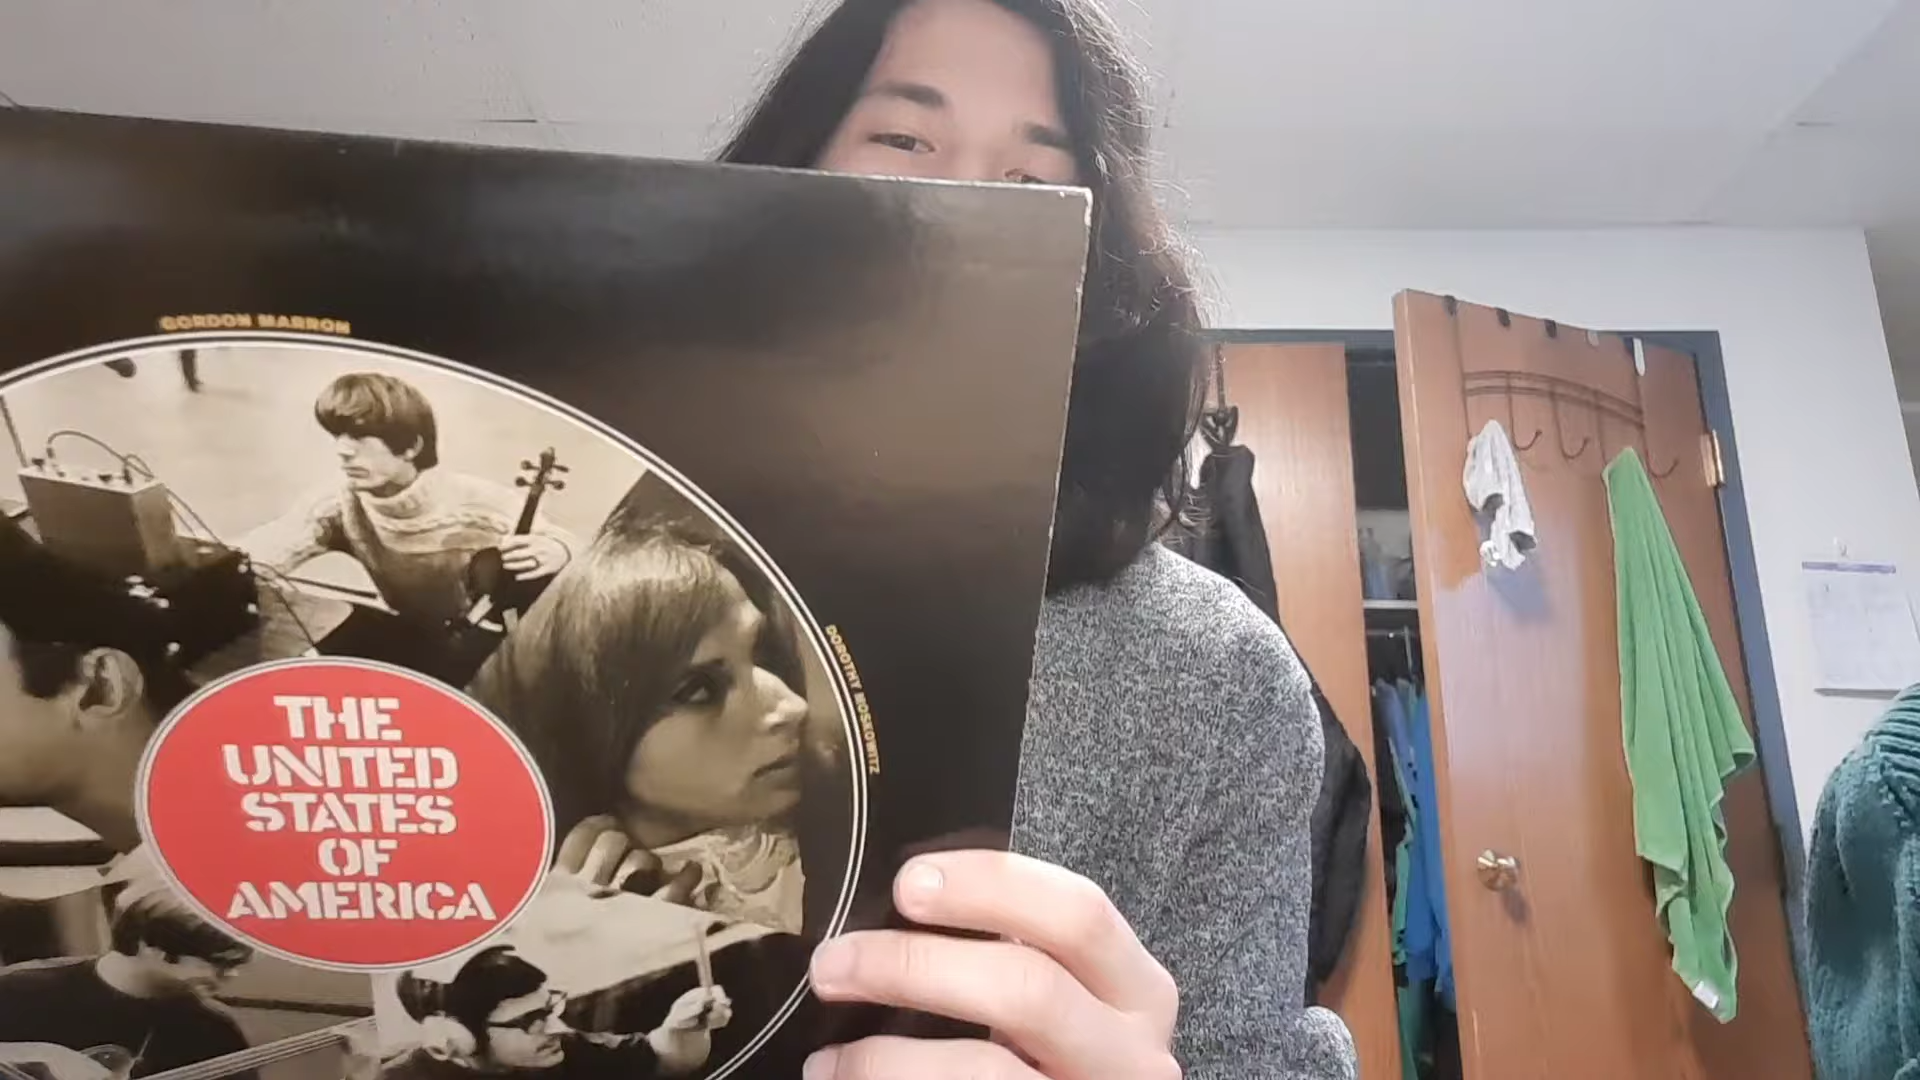 GORDON MARRON
DOROTHY MOSKOWITZ
THE
UNITED
STATES
OF
AMERICA